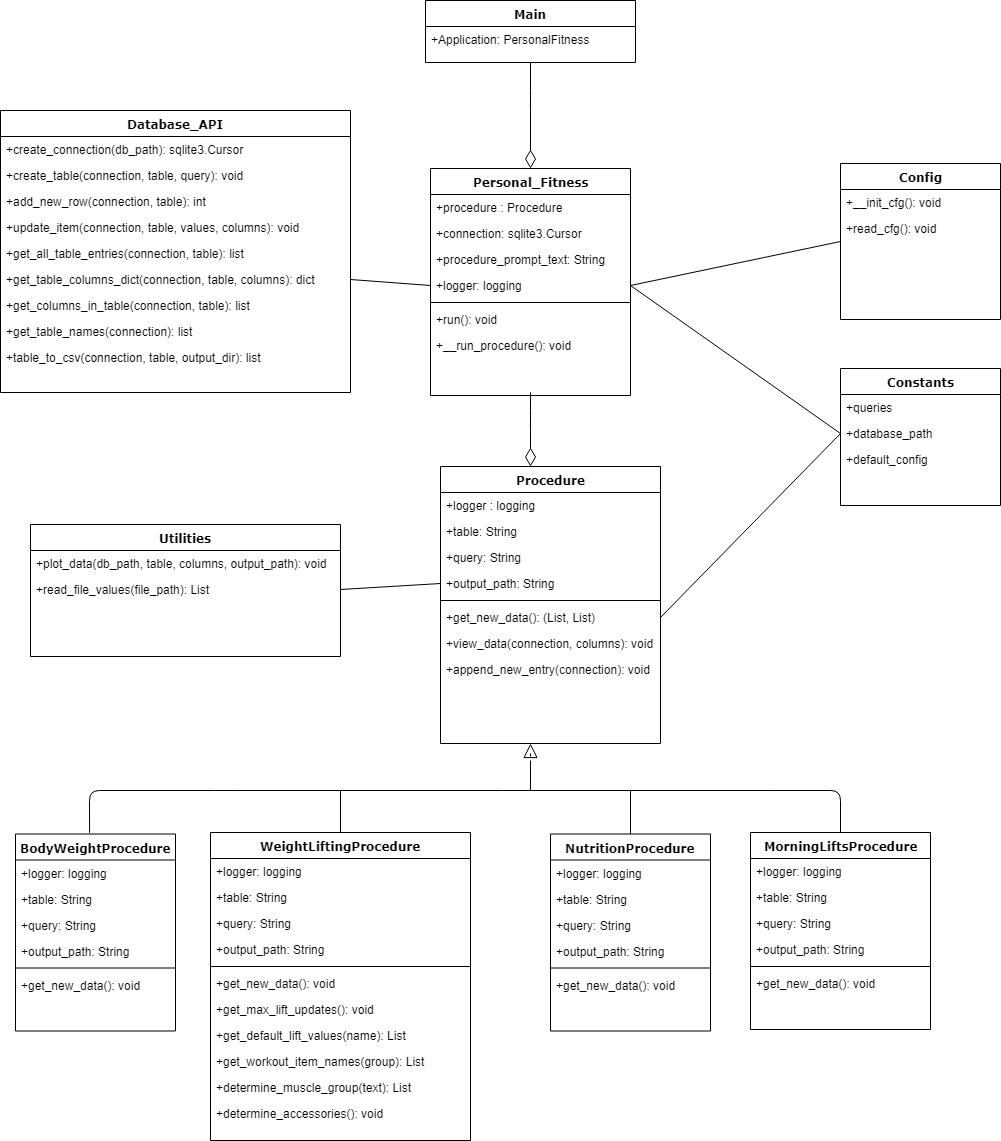 Main
+Application: PersonalFitness
Database_API
+create_connection(db_path): sqlite3.Cursor
+create_table(connection, table, query): void
+add_new_row(connection, table): int
+update_item(connection, table, values, columns): void
+get_all_table_entries(connection, table): list
+get_table_columns_dict(connection, table, columns): dict
+get_columns_in_table(connection, table): list
+get_table_names(connection): list
+table_to_csv(connection, table, output_dir): list
Personal_Fitness
+procedure : Procedure
+connection: sqlite3.Cursor
+procedure_prompt_text: String
+logger: logging
+run(): void
+__run_procedure(): void
Config
+__init_cfg(): void
+read_cfg(): void
Constants
+queries
+database_path
+default_config
Procedure
+logger : logging
+table: String
+query: String
+output_path: String
+get_new_data(): (List, List)
+view_data(connection, columns): void
+append_new_entry(connection): void
Utilities
+plot_data(db_path, table, columns, output_path): void
+read_file_values(file_path): List
BodyWeightProcedure
+logger: logging
+table: String
+query: String
+output_path: String
+get_new_data(): void
WeightLiftingProcedure
+logger: logging
+table: String
+query: String
+output_path: String
+get_new_data(): void
+get_max_lift_updates(): void
+get_default_lift_values(name): List
+get_workout_item_names(group): List
+determine_muscle_group(text): List
+determine_accessories(): void
NutritionProcedure
+logger: logging
+table: String
+query: String
+output_path: String
+get_new_data(): void
MorningLiftsProcedure
+logger: logging
+table: String
+query: String
+output_path: String
+get_new_data(): void